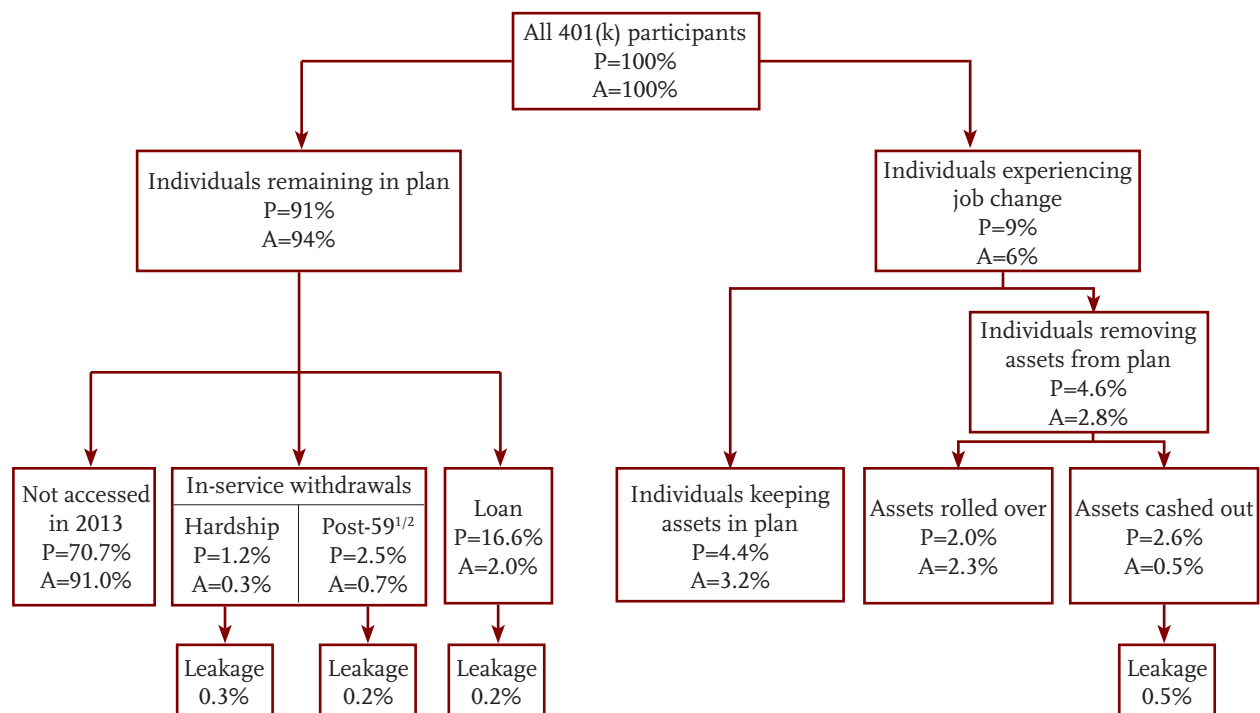 All 401(k) participants
P=100%
A=100%
Individuals remaining in plan
P=91%
A=94%
Individuals experiencing
job change
P=9%
A=6%
Individuals removing
assets from plan
P=4.6%
A=2.8%
Not accessed
in 2013
P=70.7%
A=91.0%
In-service withdrawals
Hardship
P=1.2%
A=0.3%
Post-59¹/²
P=2.5%
A=0.7%
Loan
P=16.6%
A=2.0%
Individuals keeping
assets in plan
P=4.4%
A=3.2%
Assets rolled over
P=2.0%
A=2.3%
Assets cashed out
P=2.6%
A=0.5%
Leakage
0.3%
Leakage
0.2%
Leakage
0.2%
Leakage
0.5%